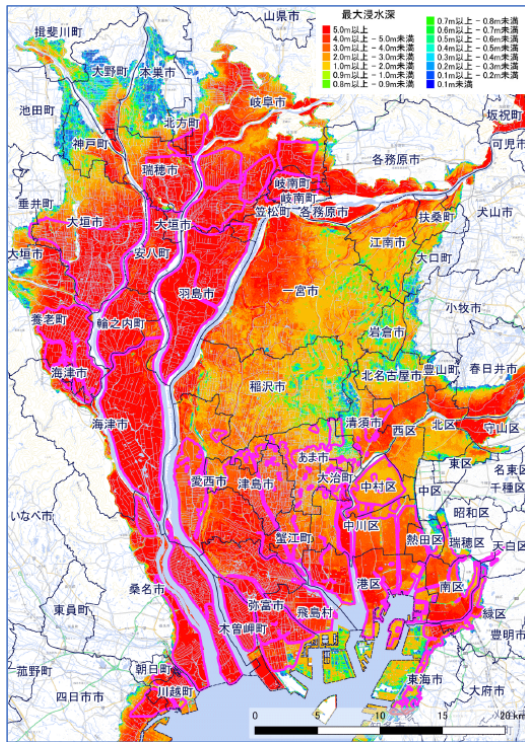 最大浸水深
5.0m以上
4.0m以上 - 5.0m未満
3.0m以上 - 4.0m未満
2.0m以上 - 3.0m未満
1.0m以上 - 2.0m未満
0.9m以上 - 1.0m未満
0.8m以上 - 0.9m未満
0.7m以上 - 0.8m未満
0.6m以上 - 0.7m未満
0.5m以上 - 0.6m未満
0.4m以上 - 0.5m未満
0.3m以上 - 0.4m未満
0.2m以上 - 0.3m未満
0.1m以上 - 0.2m未満
0.1m未満
山県市
揖斐川町
大野町
本巣市
岐阜市
池田町
北方町
坂祝町
神戸町
可児市
各務原市
瑞穂市
岐南町
垂井町
岐南町
笠松町
各務原市
扶桑町
犬山市
大垣市
大垣市
江南市
大垣市
安八町
大口町
羽島市
一宮市
小牧市
養老町
輪之内町
岩倉市
海津市
稲沢市
北名古屋市
豊山町
春日井市
海津市
清須市
西区
北区
守山区
あま市
東区
名東区
愛西市
津島市
大治町
中村区
中区
千種区
いなべ市
蟹江町
中川区
熱田区
昭和区
瑞穂区
天白区
桑名市
港区
南区
弥富市
飛島村
緑区
東員町
木曽岬町
豊明市
菰野町
朝日町
東海市
四日市市
川越町
大府市
0
5
10
15
20 km